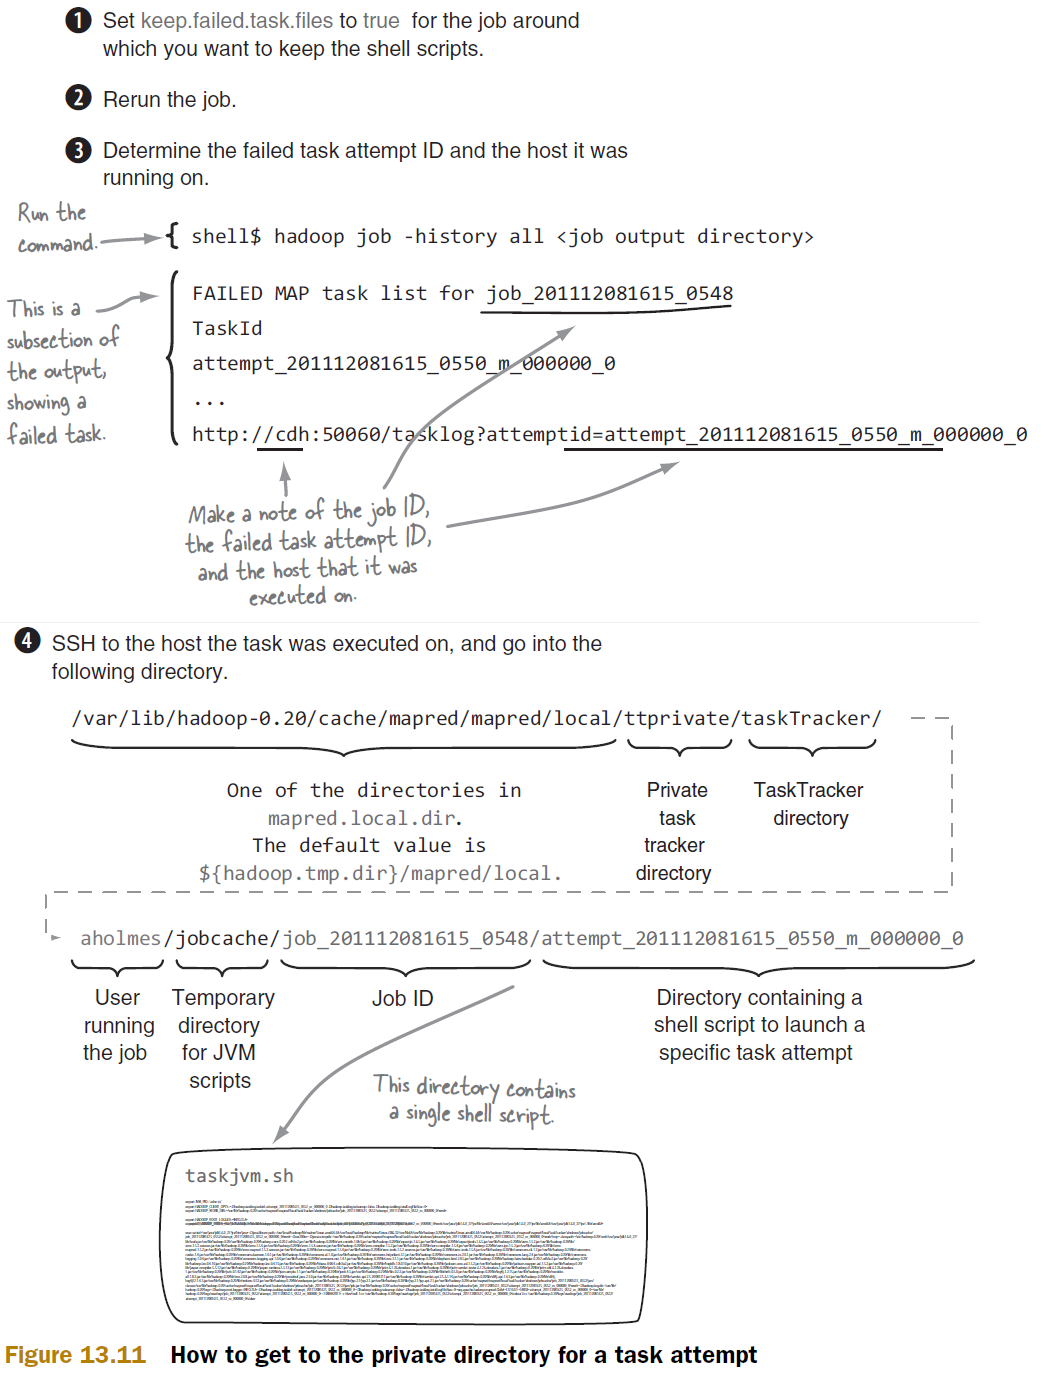 1 Set keep.failed.task.files to true for the job around
which you want to keep the shell scripts.
2 Rerun the job.
3 Determine the failed task attempt ID and the host it was
running on.
Run the
command.
shell$ hadoop job -history all <job output directory>
This is a
subsection of
the output,
showing a
failed task.
FAILED MAP task list for job_201112081615_0548
TaskId
attempt_201112081615_0550_m_000000_0
...
http://cdh:50060/tasklog?attemptid=attempt_201112081615_0550_m_000000_0
Make a note of the job ID,
the failed task attempt ID,
and the host that it was
executed on.
4 SSH to the host the task was executed on, and go into the
following directory.
/var/lib/hadoop-0.20/cache/mapred/mapred/local/ttprivate/taskTracker/
One of the directories in
mapred.local.dir.
The default value is
${hadoop.tmp.dir}/mapred/local.
Private
task
tracker
directory
TaskTracker
directory
aholmes/jobcache/job_201112081615_0548/attempt_201112081615_0550_m_000000_0
User
running
the job
Temporary
directory
for JVM
scripts
Job ID
Directory containing a
shell script to launch a
specific task attempt
This directory contains
a single shell script.
taskjvm.sh
Figure 13.11 How to get to the private directory for a task attempt